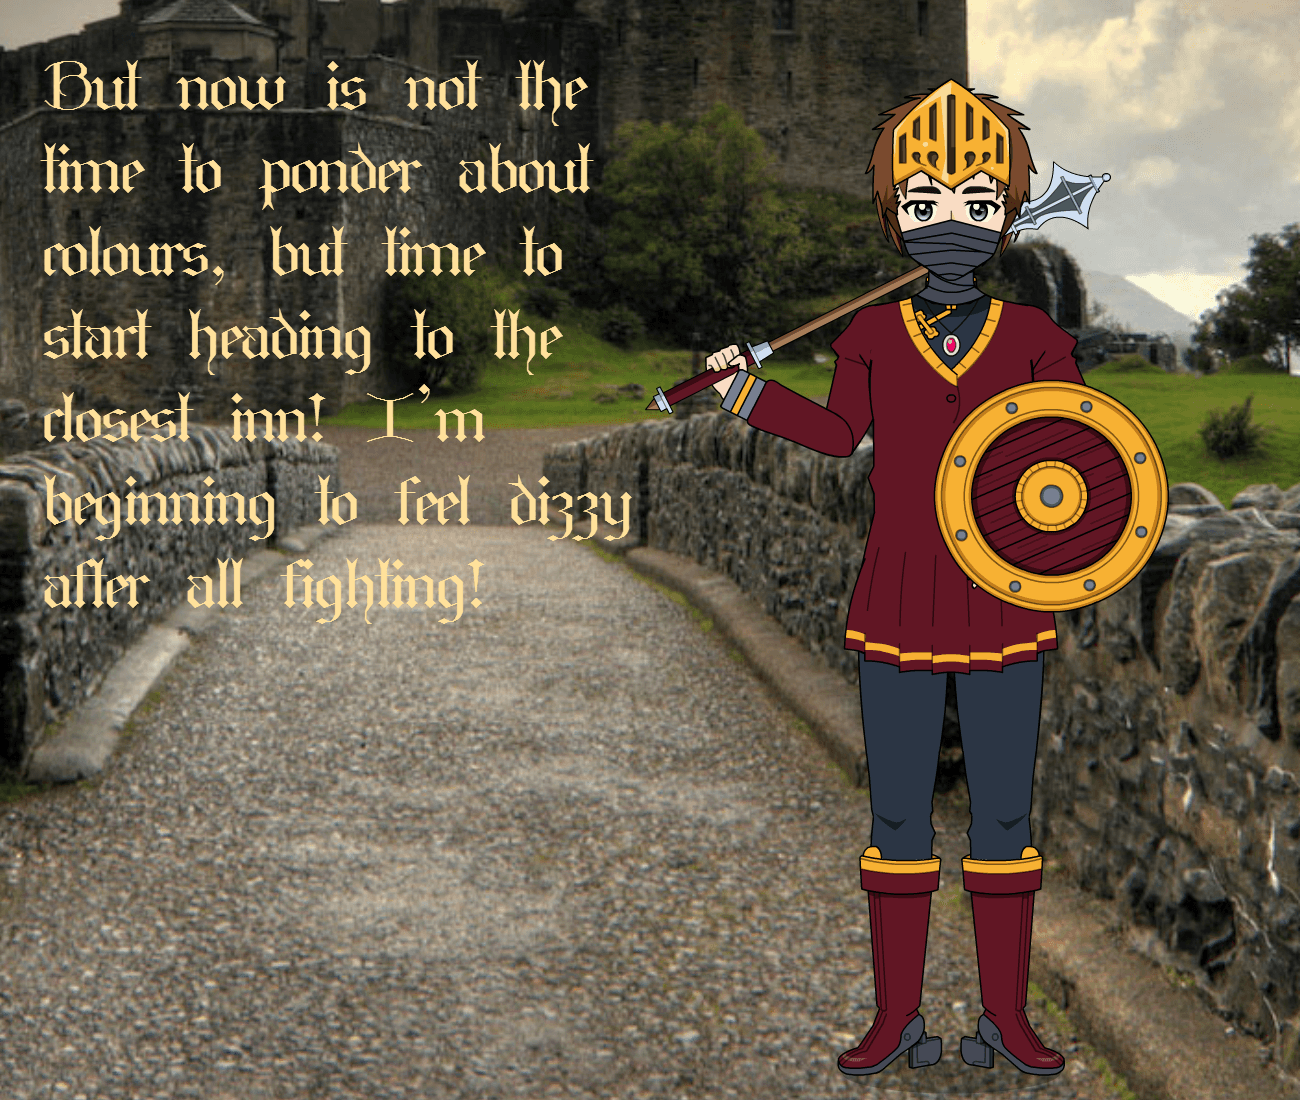 But now is not the
time to ponder about
colours, but time to
start heading to the
closest inn! I'm
beginning to feel dizzy
after all fighting!